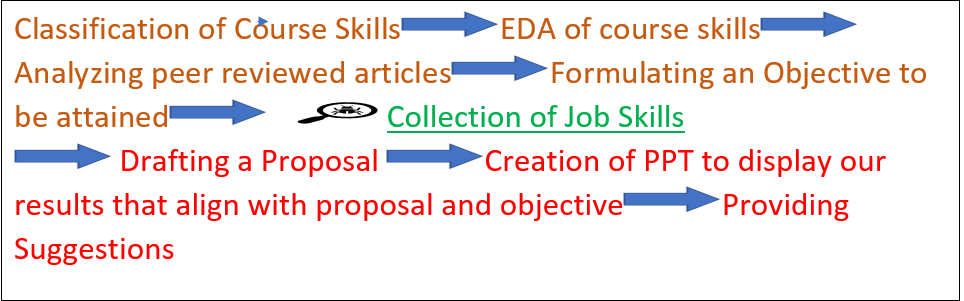 Classification of Course Skills EDA of course skills
Analyzing peer reviewed articles Formulating an Objective to
be attained Collection of Job Skills
Drafting a Proposal Creation of PPT to display our
results that align with proposal and objective Providing
Suggestions